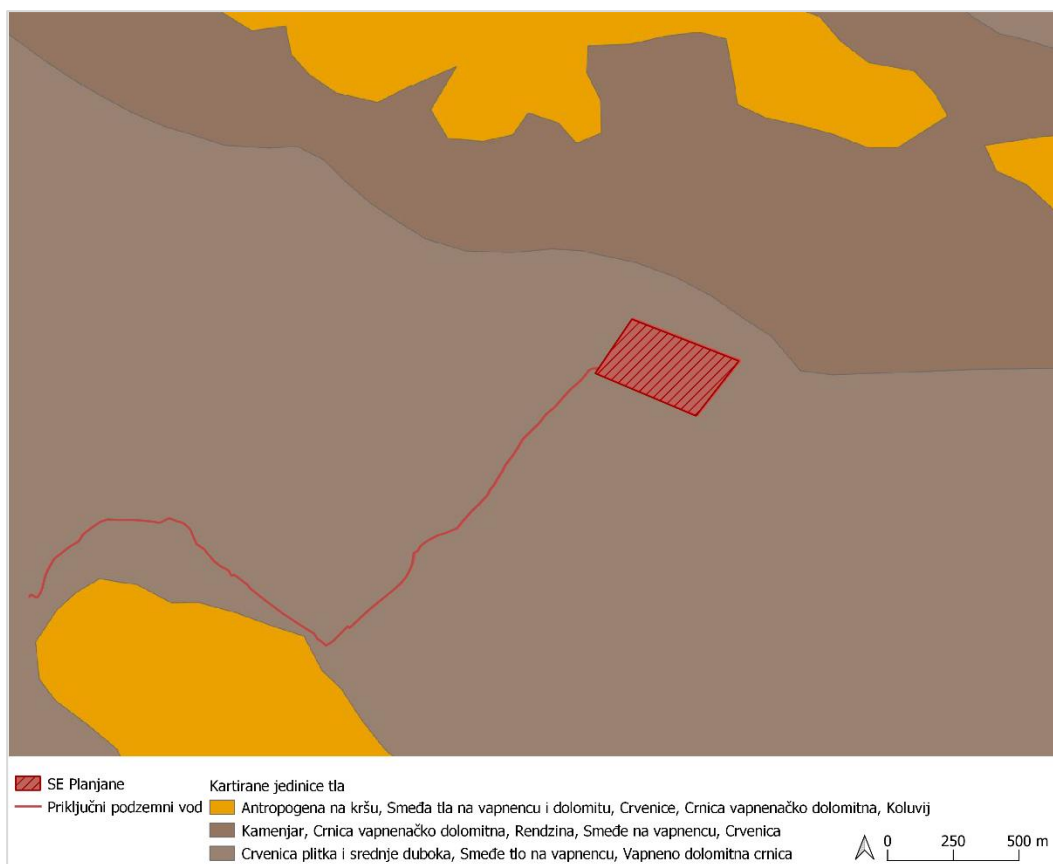 SE Planjane
Priključni podzemni vod
Kartirane jedinice tla
Antropogena na kršu, Smeđa tla na vapnencu i dolomitu, Crvenice, Crnica vapnenačko dolomitna, Koluvij
Kamenjar, Crnica vapnenačko dolomitna, Rendzina, Smeđe na vapnencu, Crvenica
Crvenica plitka i srednje duboka, Smeđe tlo na vapnencu, Vapneno dolomitna crnica
0 250 500 m